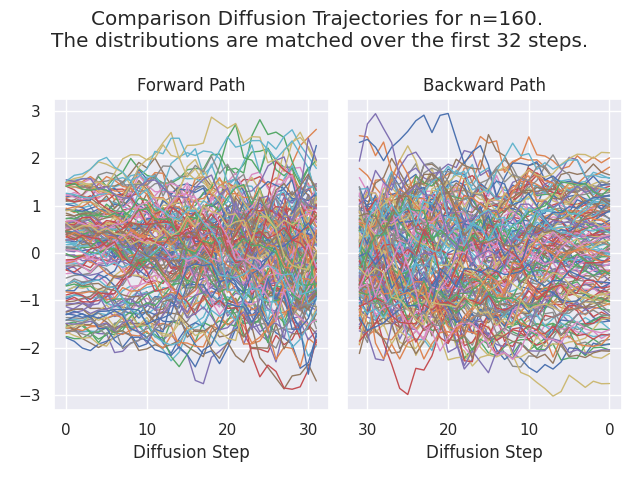 Comparison Diffusion Trajectories for n=160.
The distributions are matched over the first 32 steps.
Forward Path
Backward Path
3
2
1
0
−1
−2
−3
0 10 20 30
30 20 10 0
Diffusion Step
Diffusion Step